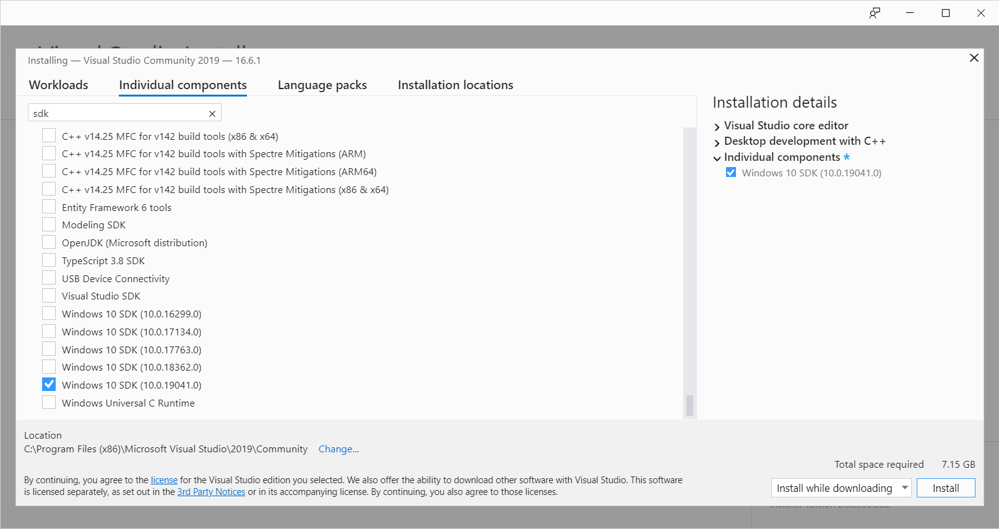 Visual Studio Install
Installing — Visual Studio Community 2019 — 16.6.1
Workloads
Individual components
Language packs
Installation locations
sdk
C++ v14.25 MFC for v142 build tools (x86 & x64)
C++ v14.25 MFC for v142 build tools with Spectre Mitigations (ARM)
C++ v14.25 MFC for v142 build tools with Spectre Mitigations (ARM64)
C++ v14.25 MFC for v142 build tools with Spectre Mitigations (x86 & x64)
Entity Framework 6 tools
Modeling SDK
OpenJDK (Microsoft distribution)
TypeScript 3.8 SDK
USB Device Connectivity
Visual Studio SDK
Windows 10 SDK (10.0.16299.0)
Windows 10 SDK (10.0.17134.0)
Windows 10 SDK (10.0.17763.0)
Windows 10 SDK (10.0.18362.0)
Windows 10 SDK (10.0.19041.0)
Windows Universal C Runtime
Installation details
Visual Studio core editor
Desktop development with C++
Individual components *
Windows 10 SDK (10.0.19041.0)
Location
C:\Program Files (x86)\Microsoft Visual Studio\2019\Community Change...
Total space required 7.15 GB
By continuing, you agree to the license for the Visual Studio edition you selected. We also offer the ability to download other software with Visual Studio. This software
is licensed separately, as set out in the 3rd Party Notices or in its accompanying license. By continuing, you also agree to those licenses.
Install while downloading
Install